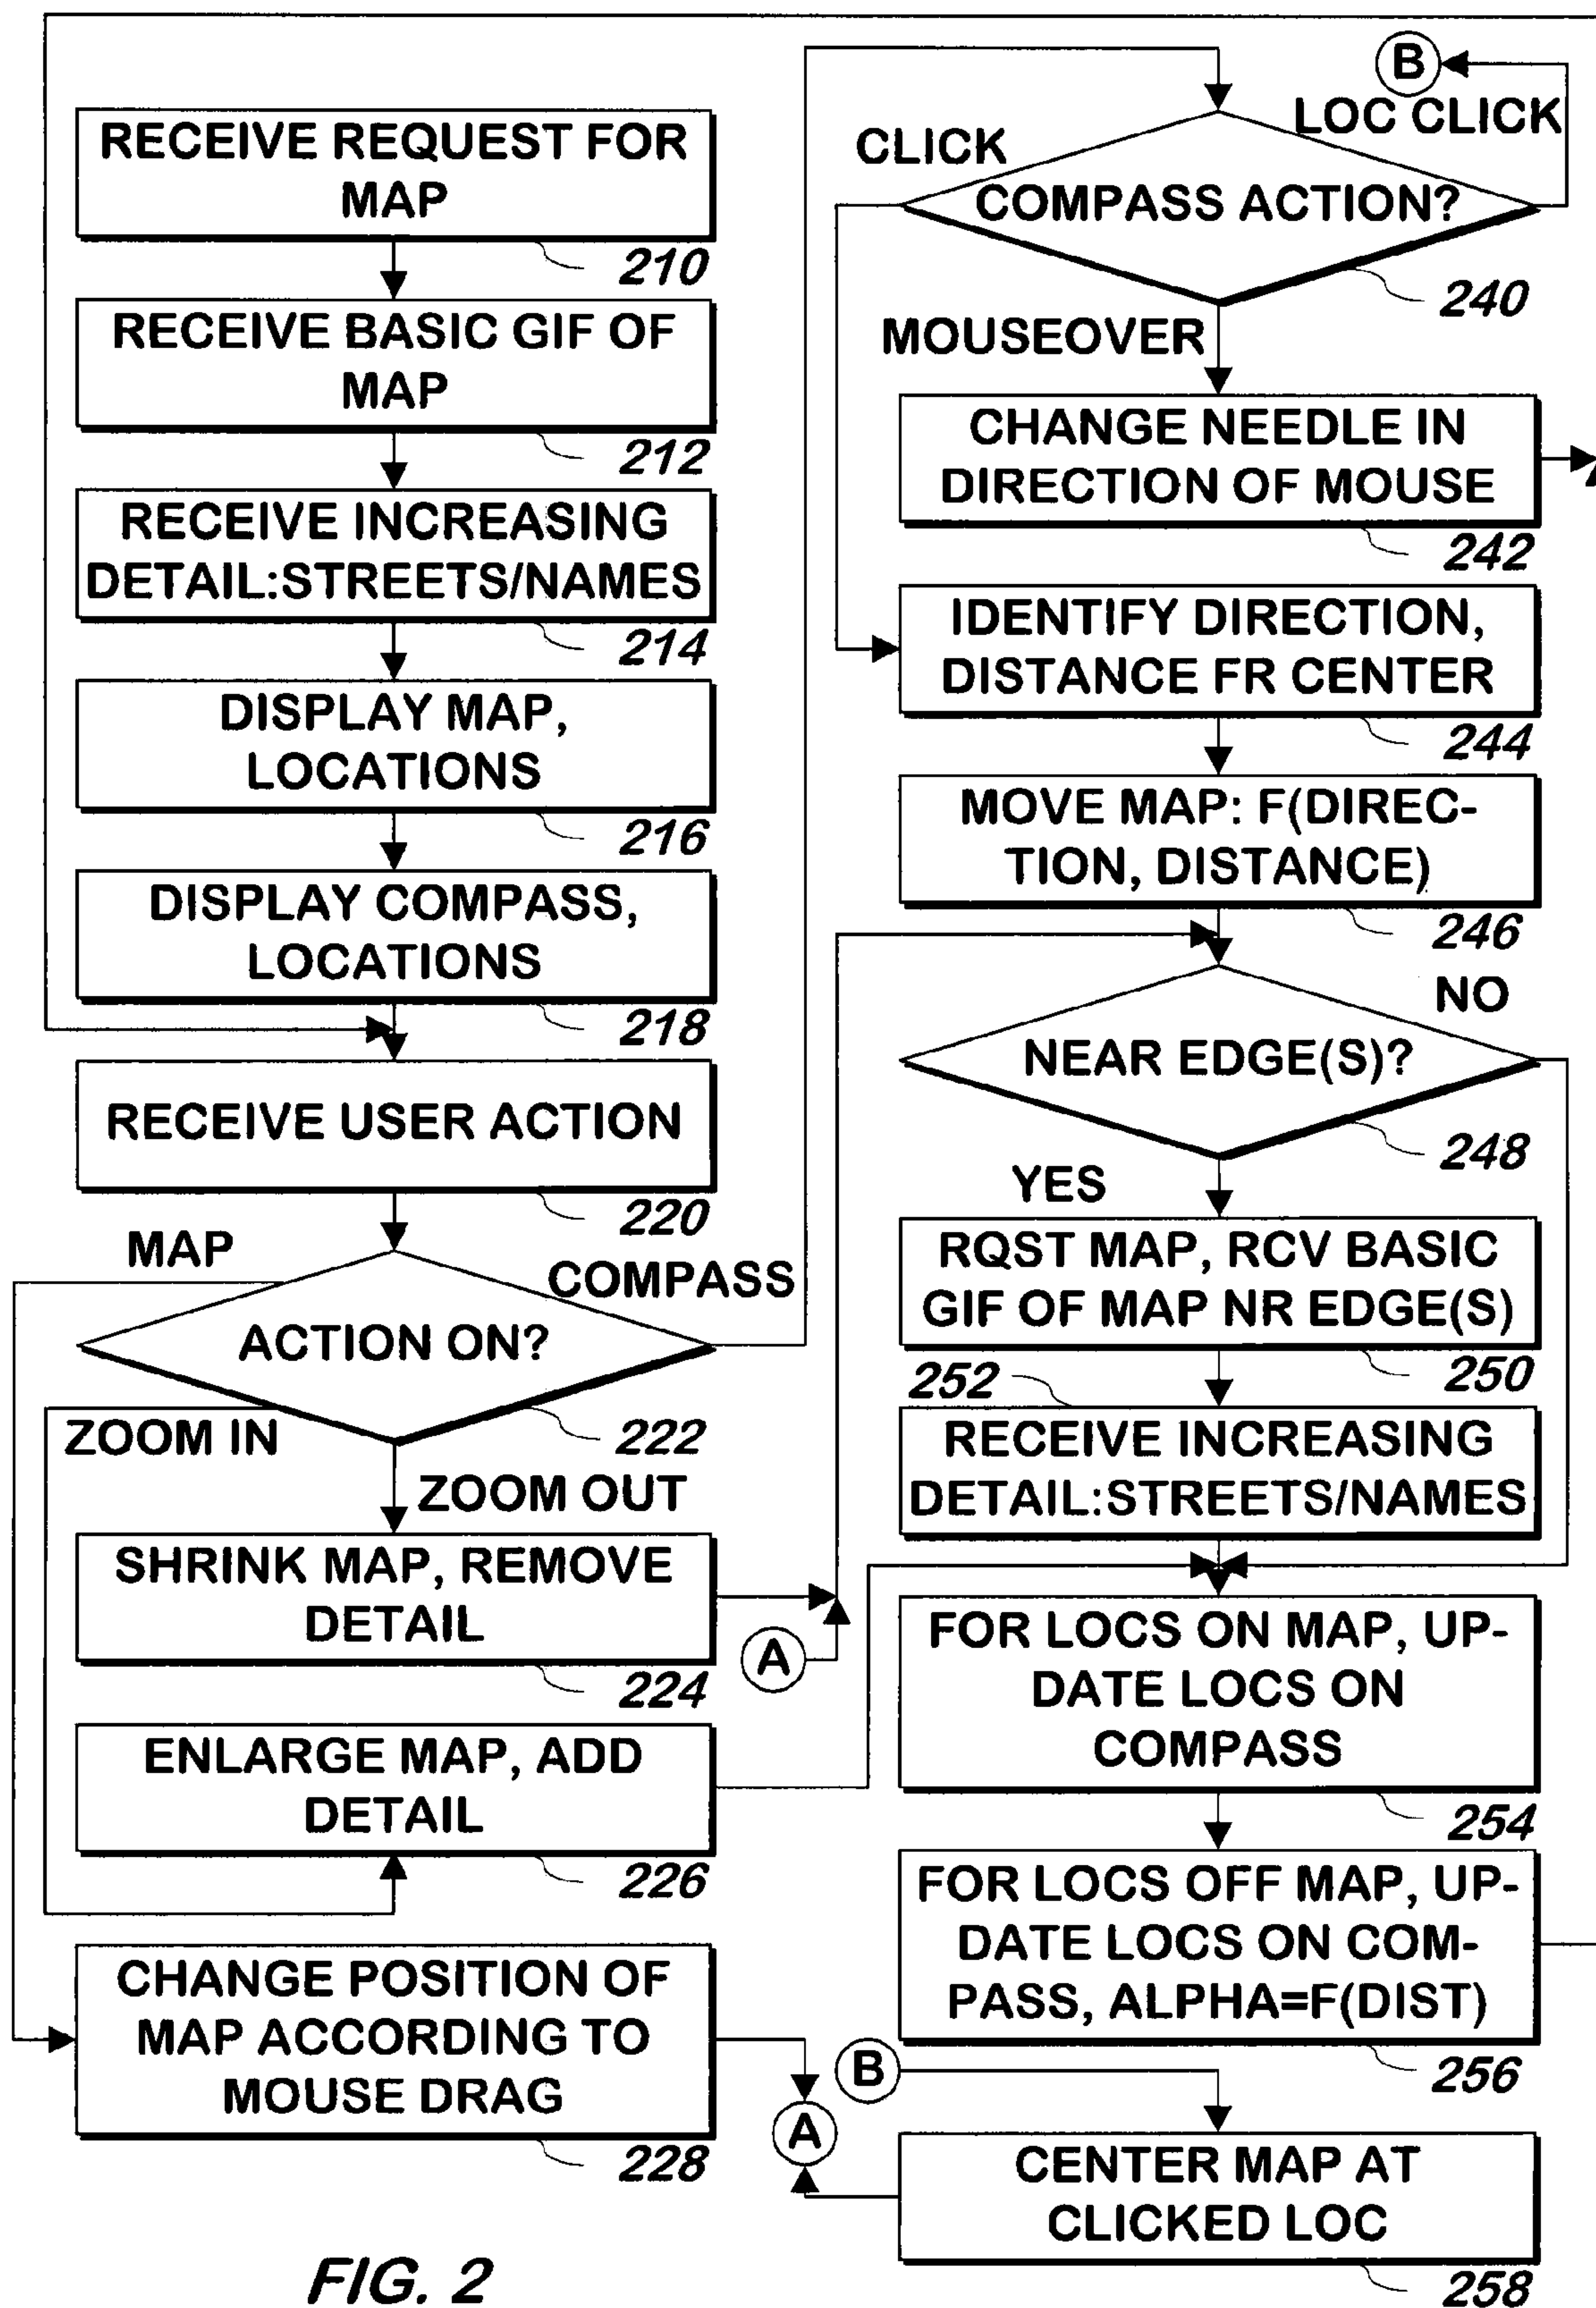 RECEIVE REQUEST FOR
MAP
210
RECEIVE BASIC GIF OF
MAP
212
RECEIVE INCREASING
DETAIL:STREETS/NAMES
214
DISPLAY MAP,
LOCATIONS
216
DISPLAY COMPASS,
LOCATIONS
218
RECEIVE USER ACTION
220
MAP
COMPASS
ACTION ON?
222
ZOOM IN
ZOOM OUT
SHRINK MAP, REMOVE
DETAIL
224
A
ENLARGE MAP, ADD
DETAIL
226
CHANGE POSITION OF
MAP ACCORDING TO
MOUSE DRAG
228
A
B
LOC CLICK
CLICK
COMPASS ACTION?
240
MOUSEOVER
CHANGE NEEDLE IN
DIRECTION OF MOUSE
242
IDENTIFY DIRECTION,
DISTANCE FR CENTER
244
MOVE MAP: F(DIREC-
TION, DISTANCE)
246
NO
NEAR EDGE(S)?
248
YES
RQST MAP, RCV BASIC
GIF OF MAP NR EDGE(S)
250
252
RECEIVE INCREASING
DETAIL:STREETS/NAMES
FOR LOCS ON MAP, UP-
DATE LOCS ON
COMPASS
254
FOR LOCS OFF MAP, UP-
DATE LOCS ON COM-
PASS, ALPHA=F(DIST)
256
B
CENTER MAP AT
CLICKED LOC
258
FIG. 2